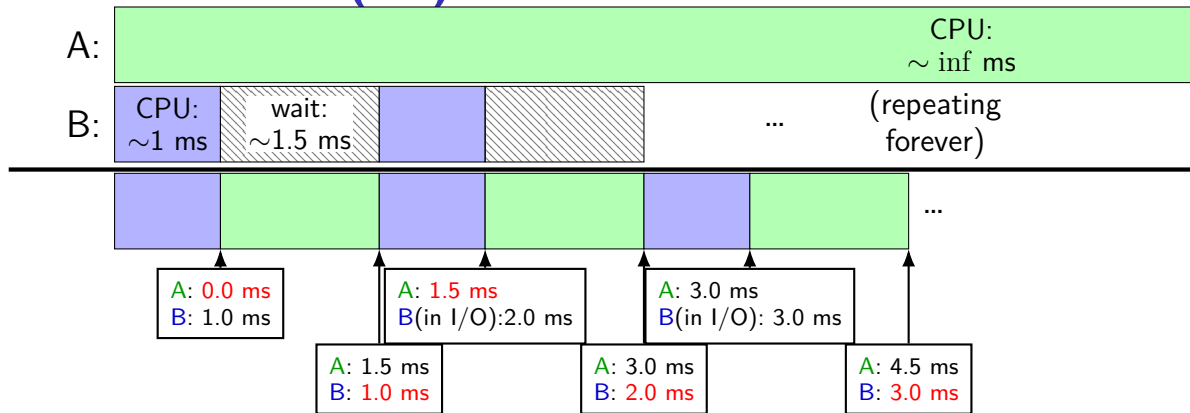 A:
CPU:
∼ inf ms
B:
CPU:
∼1 ms
wait:
∼1.5 ms
...
(repeating
forever)
...
A: 0.0 ms
B: 1.0 ms
A: 1.5 ms
B: 1.0 ms
A: 1.5 ms
B(in I/O):2.0 ms
A: 3.0 ms
B: 2.0 ms
A: 3.0 ms
B(in I/O): 3.0 ms
A: 4.5 ms
B: 3.0 ms